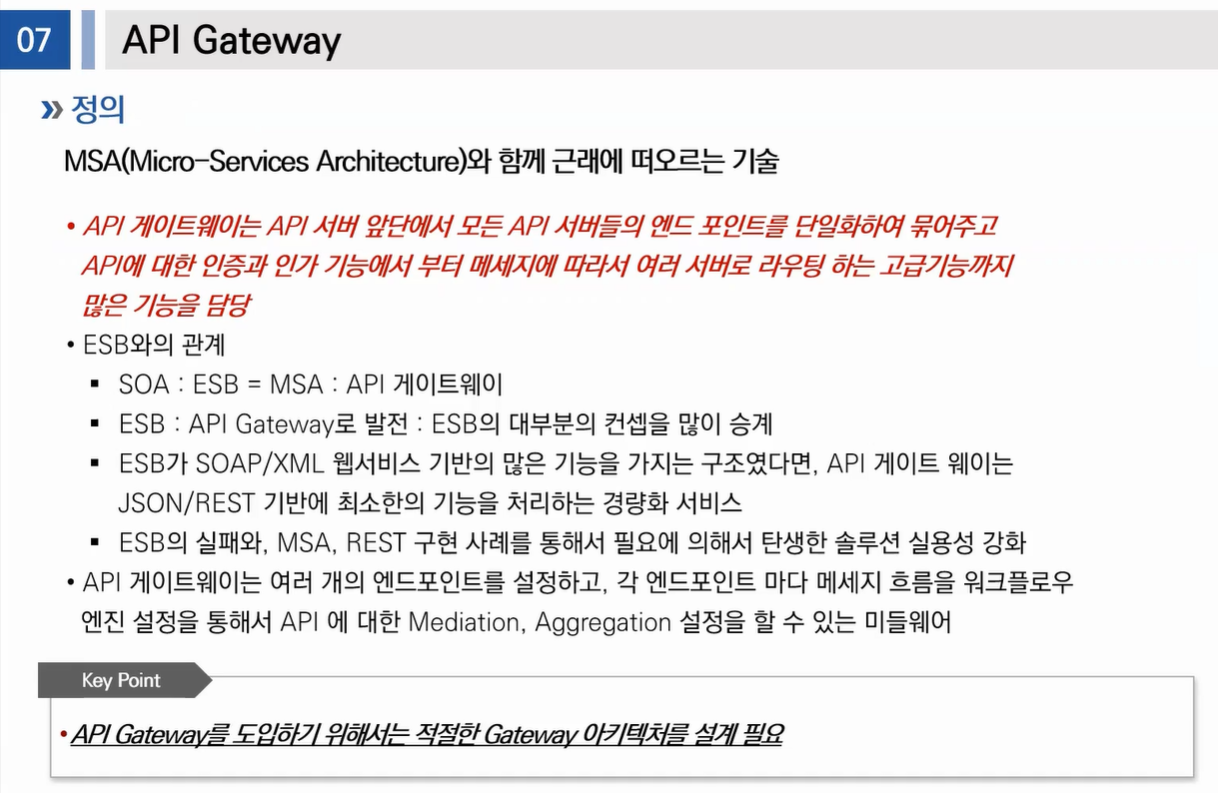 07
API Gateway
» 정의
MSA(Micro-Services Architecture)와 함께 근래에 떠오르는 기술
• API 게이트웨이는 API 서버 앞단에서 모든 API 서버들의 엔드 포인트를 단일화하여 묶어주고
API에 대한 인증과 인가 기능에서 부터 메세지에 따라서 여러 서버로 라우팅 하는 고급기능까지
많은 기능을 담당
• ESB와의 관계
▪ SOA : ESB = MSA : API 게이트웨이
▪ ESB : API Gateway로 발전 : ESB의 대부분의 컨셉을 많이 승계
▪ ESB가 SOAP/XML 웹서비스 기반의 많은 기능을 가지는 구조였다면, API 게이트 웨이는
JSON/REST 기반에 최소한의 기능을 처리하는 경량화 서비스
▪ ESB의 실패와, MSA, REST 구현 사례를 통해서 필요에 의해서 탄생한 솔루션 실용성 강화
• API 게이트웨이는 여러 개의 엔드포인트를 설정하고, 각 엔드포인트 마다 메세지 흐름을 워크플로우
엔진 설정을 통해서 API 에 대한 Mediation, Aggregation 설정을 할 수 있는 미들웨어
Key Point
• API Gateway를 도입하기 위해서는 적절한 Gateway 아키텍처를 설계 필요